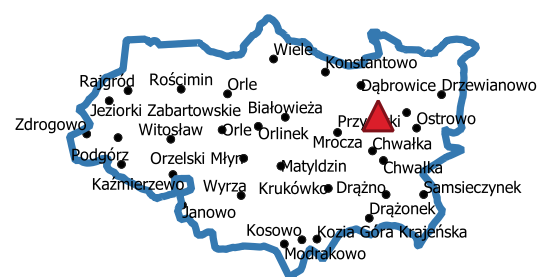 Wiele
Konstantowo
Rajgród
Rościmin
Orle
Dąbrowice
Drzewianowo
Jeziorki Zabartowskie
Białowieża
Zdrogowo
Witosław
Orle
Orlinek
Ostrowo
Mrocza
Chwałka
Podgórz
Orzelski Młyn
Matyldzin
Chwałka
Kaźmierzewo
Wyrza
Krukówko
Drążno
Samsieczynek
Janowo
Drążonek
Kosowo
Kozia Góra Krajeńska
Modrakowo